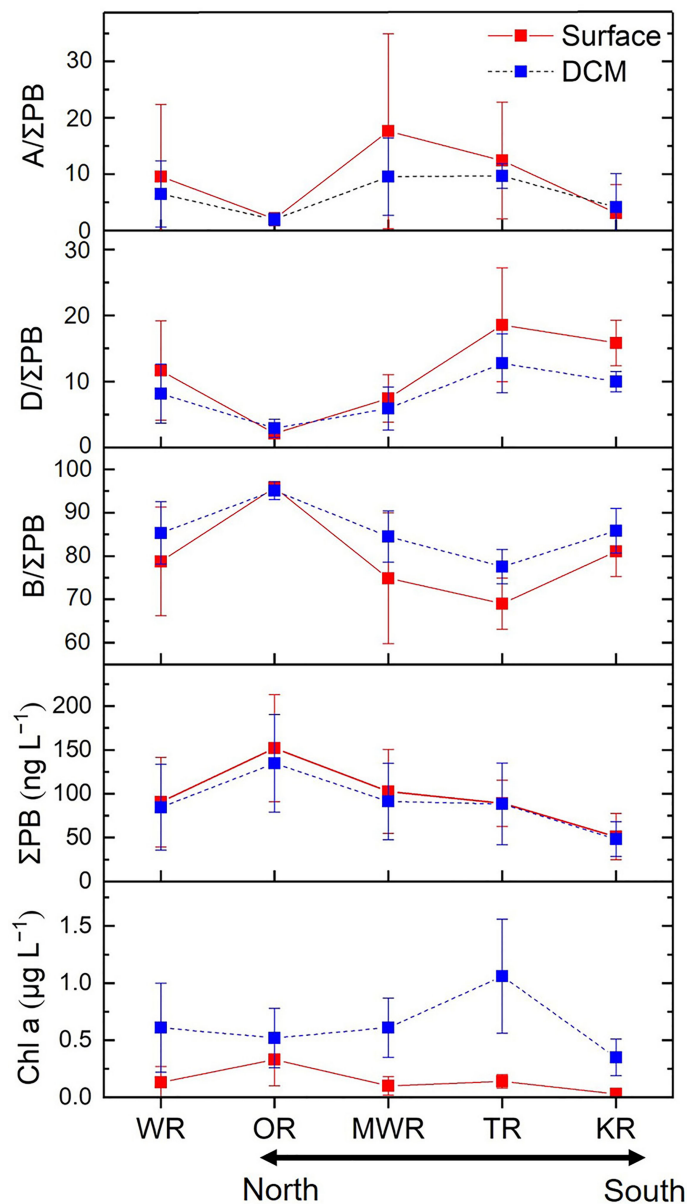 Surface
DCM
A/ΣPB
30
20
10
0
D/ΣPB
30
20
10
0
B/ΣPB
100
90
80
70
60
ΣPB (ng L⁻¹)
200
150
100
50
0
Chl a (μg L⁻¹)
1.5
1.0
0.5
0.0
WR OR MWR TR KR
North South